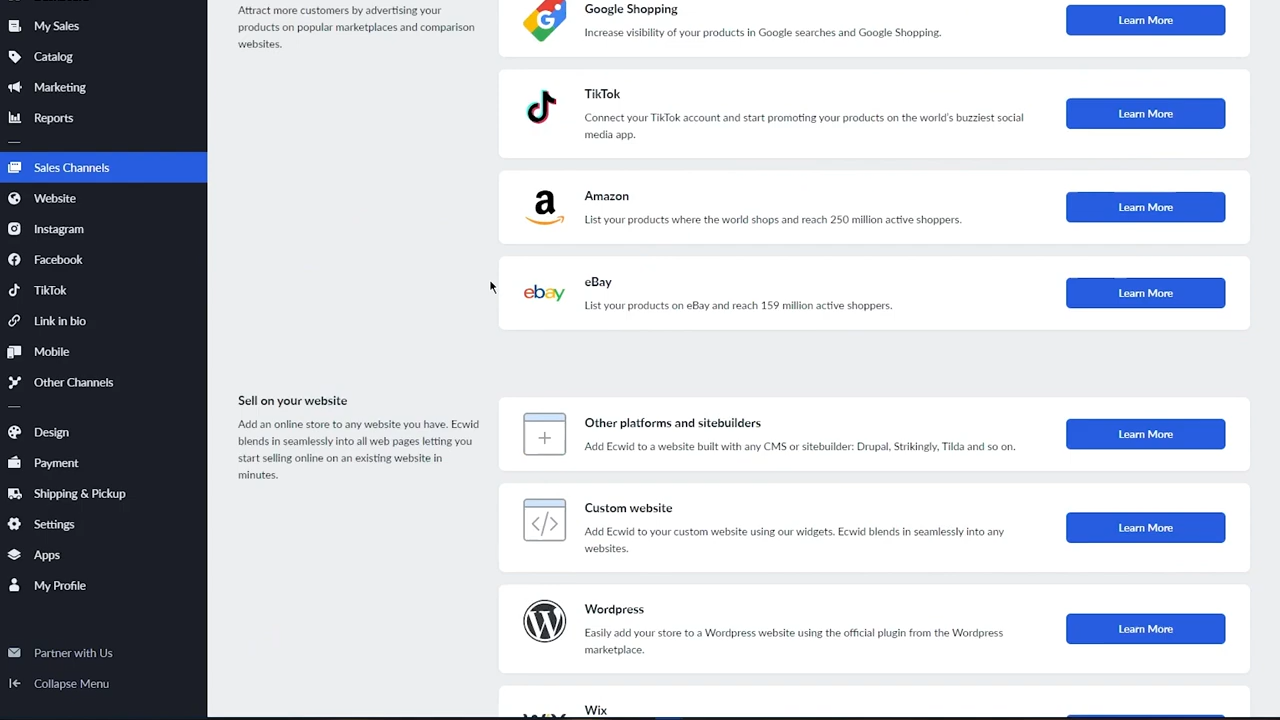 My Sales
Catalog
Marketing
Reports
Sales Channels
Website
Instagram
Facebook
TikTok
Link in bio
Mobile
Other Channels
Design
Payment
Shipping & Pickup
Settings
Apps
My Profile
Partner with Us
Collapse Menu
Attract more customers by advertising your
products on popular marketplaces and comparison
websites.
Google Shopping
Increase visibility of your products in Google searches and Google Shopping.
Learn More
TikTok
Connect your TikTok account and start promoting your products on the world's buzziest social
media app.
Learn More
a
Amazon
List your products where the world shops and reach 250 million active shoppers.
Learn More
ebay
eBay
List your products on eBay and reach 159 million active shoppers.
Learn More
Sell on your website
Add an online store to any website you have. Ecwid
blends in seamlessly into all web pages letting you
start selling online on an existing website in
minutes.
Other platforms and sitebuilders
Add Ecwid to a website built with any CMS or sitebuilder: Drupal, Strikingly, Tilda and so on.
Learn More
Custom website
Add Ecwid to your custom website using our widgets. Ecwid blends in seamlessly into any
websites.
Learn More
Wordpress
Easily add your store to a Wordpress website using the official plugin from the Wordpress
marketplace.
Learn More
Wix